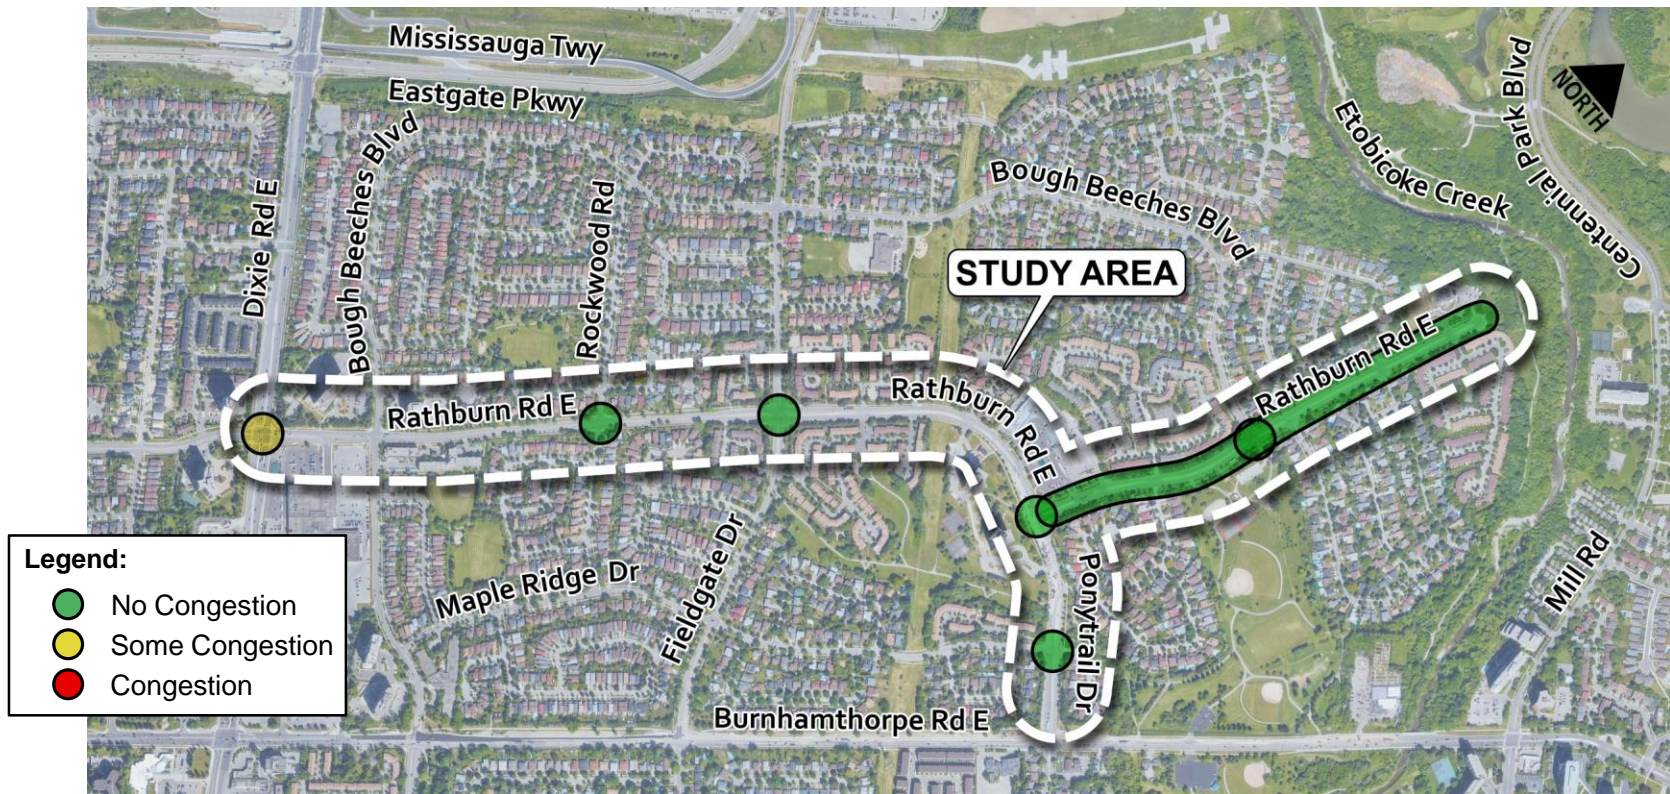 Mississauga Twy
Eastgate Pkwy
Dixie Rd E
Bough Beeches Blvd
Rockwood Rd
Bough Beeches Blvd
Etobicoke Creek
Centennial Park Blvd
NORTH
STUDY AREA
Rathburn Rd E
Rathburn Rd E
Rathburn Rd E
Maple Ridge Dr
Fieldgate Dr
Ponytrail Dr
Mill Rd
Burnhamthorpe Rd E
Legend:
No Congestion
Some Congestion
Congestion